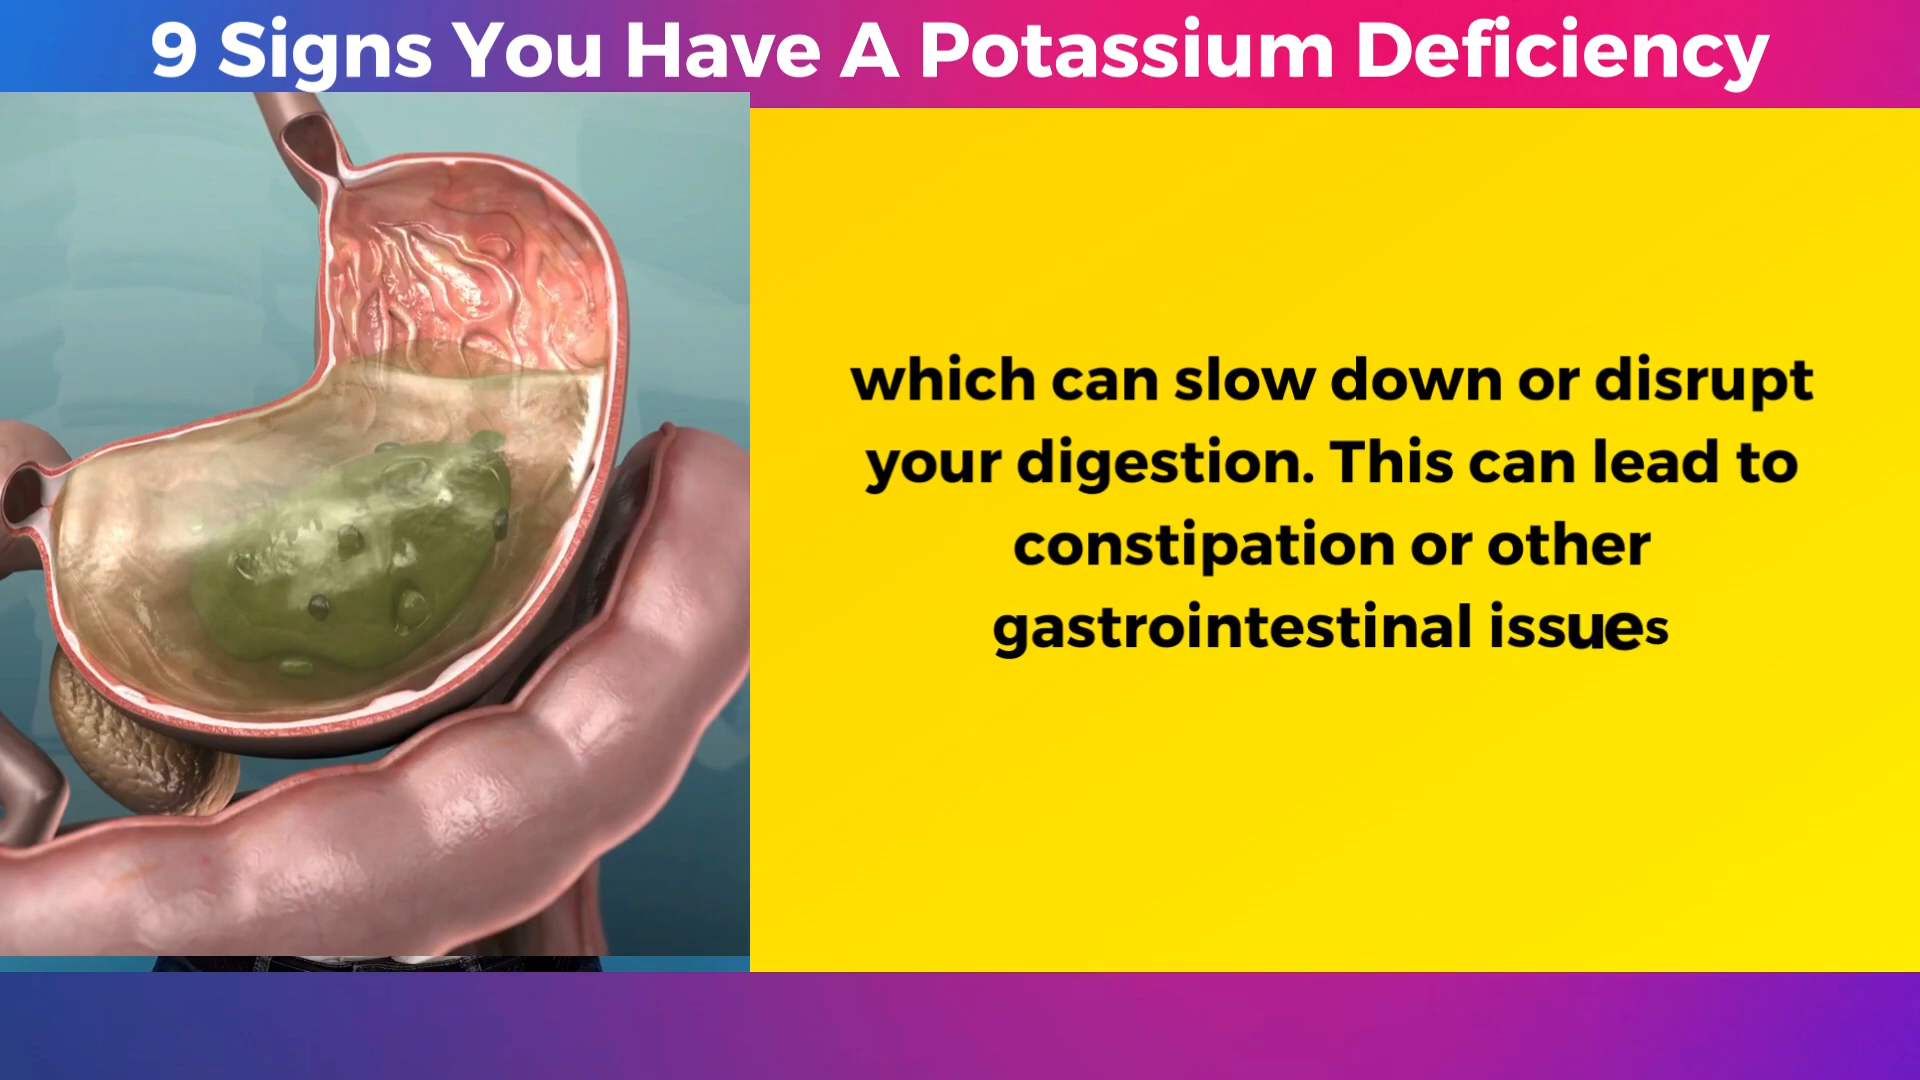 9 Signs You Have A Potassium Deficiency
which can slow down or disrupt
your digestion. This can lead to
constipation or other
gastrointestinal issues